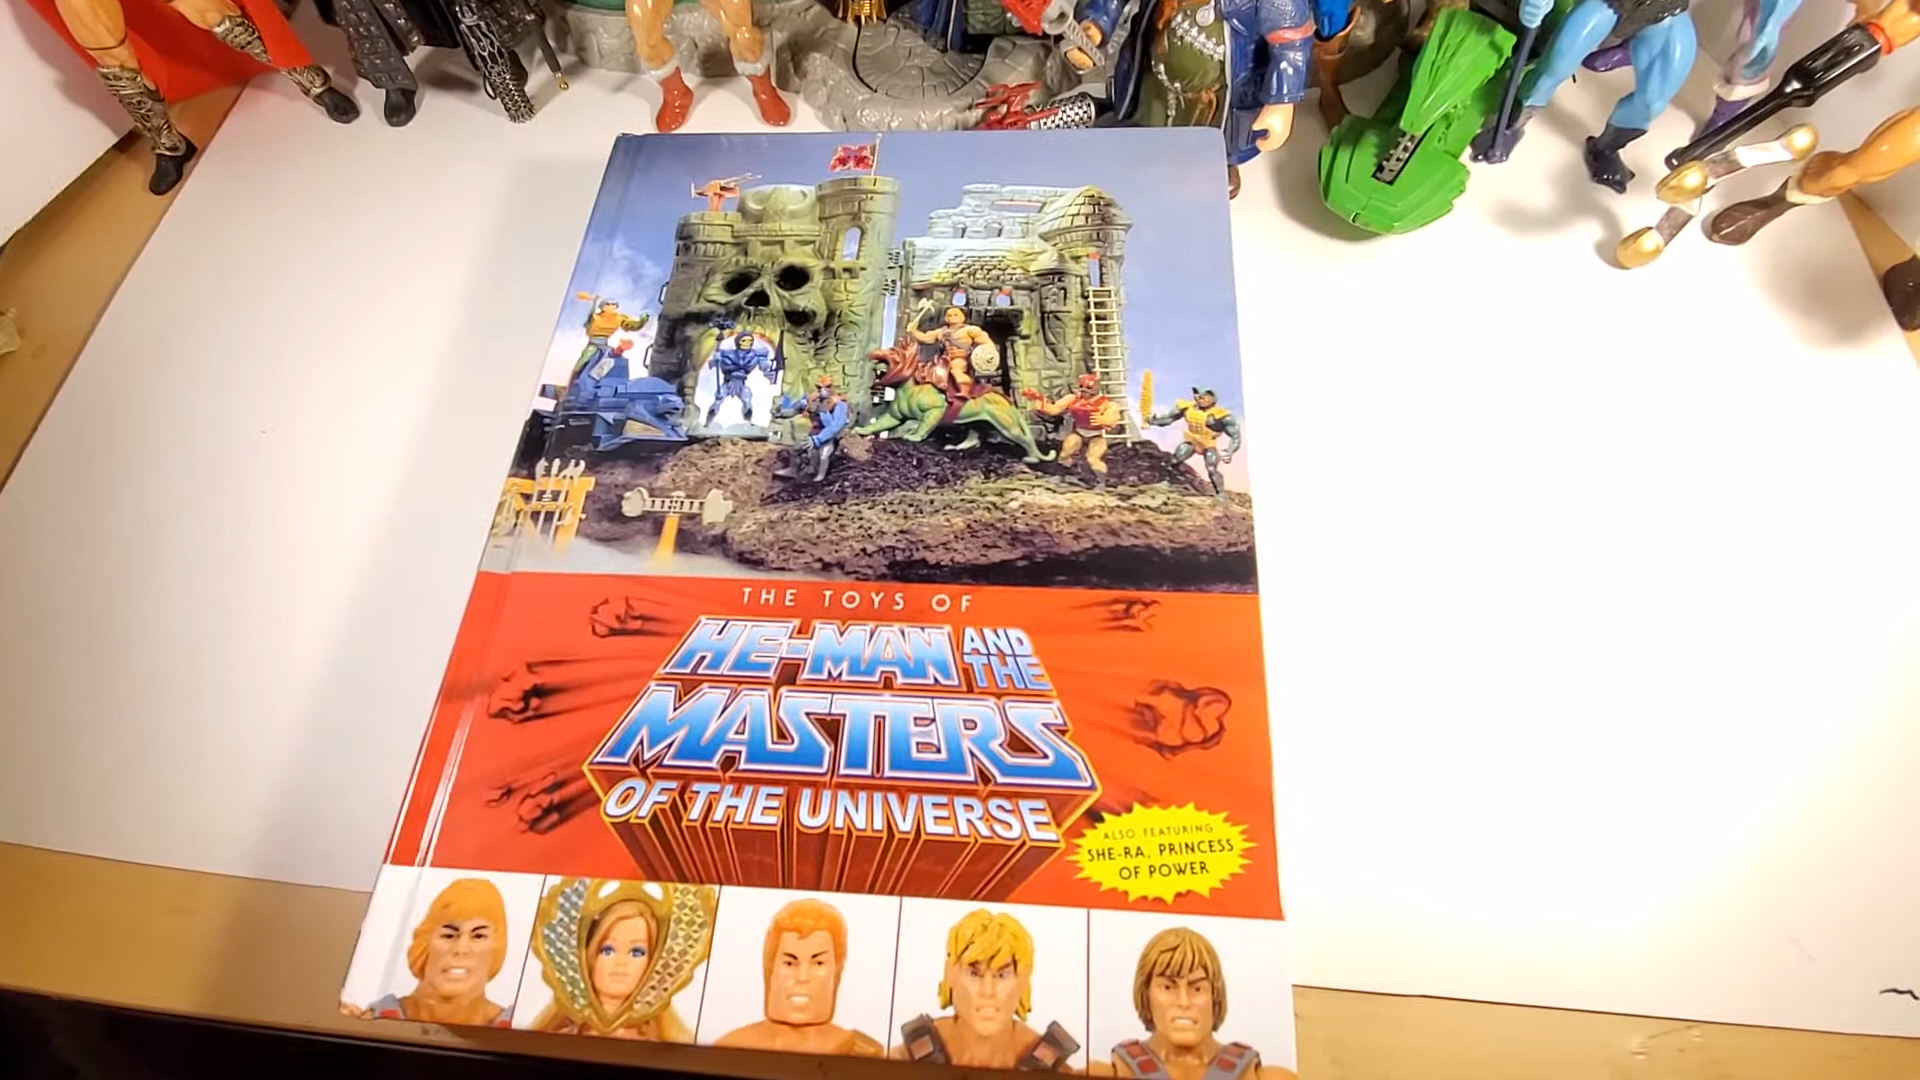 THE TOYS OF
HE-MAN AND THE
MASTERS
OF THE UNIVERSE
ALSO FEATURING
SHE-RA, PRINCESS
OF POWER